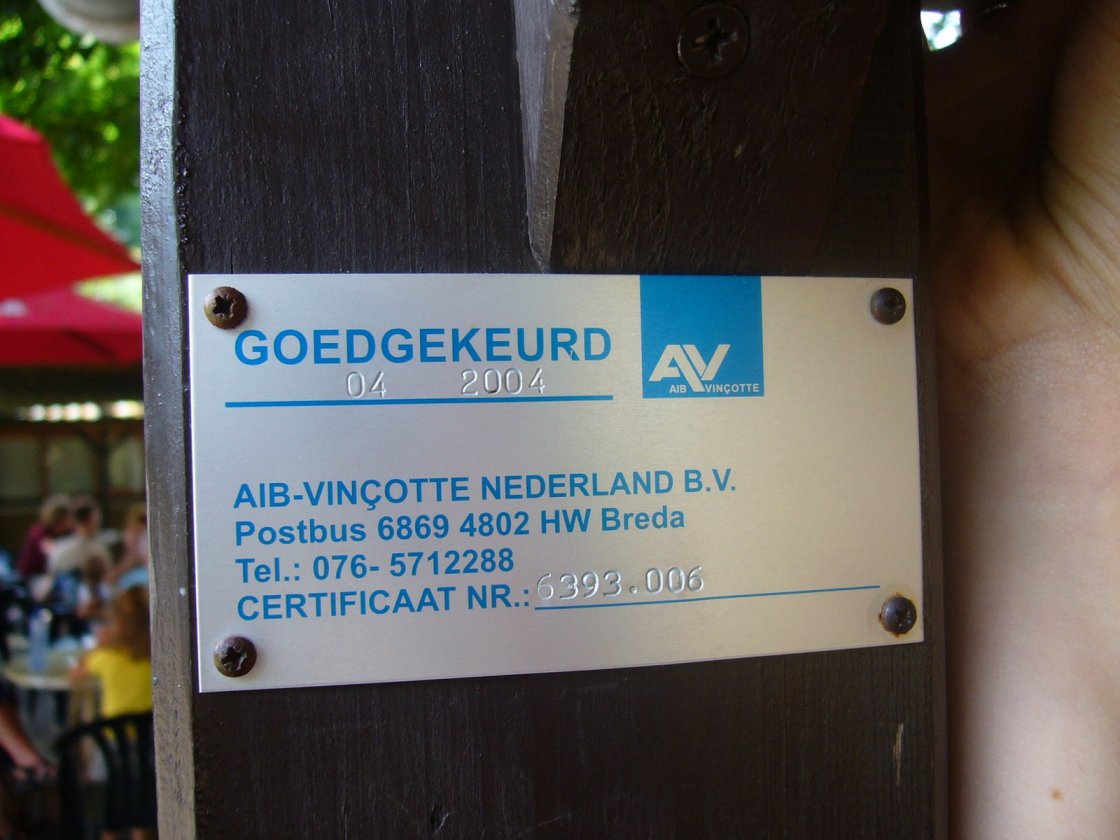 GOEDGEKEURD
04 2004
AV
AIB VINÇOTTE
AIB-VINÇOTTE NEDERLAND B.V.
Postbus 6869 4802 HW Breda
Tel.: 076- 5712288
CERTIFICAAT NR.: 6393.006